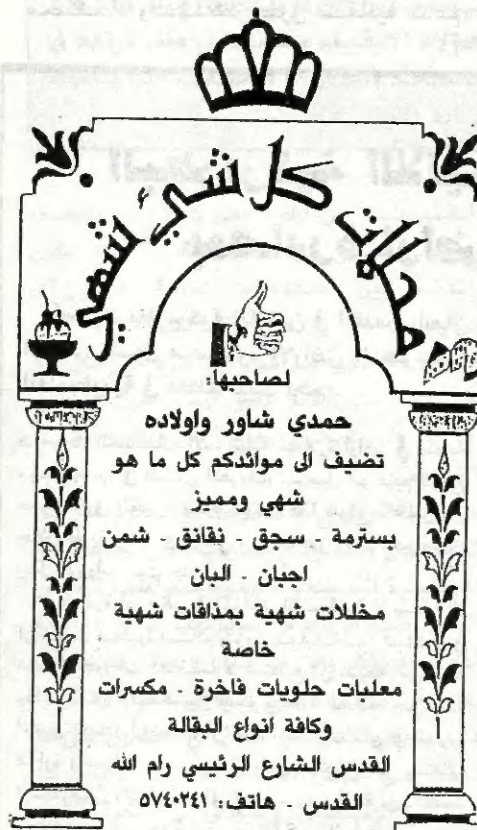 محلات كل شيء شهي
لصاحبها:
حمدي شاور واولاده
تضيف الى موائدكم كل ما هو
شهي ومميز
بسترمة - سجق - نقانق - شمن
اجبان - البان
مخللات شهية بمذاقات شهية
خاصة
معلبات حلويات فاخرة - مكسرات
وكافة انواع البقالة
القدس الشارع الرئيسي رام الله
القدس - هاتف: ٥٧٤٠٢٤١